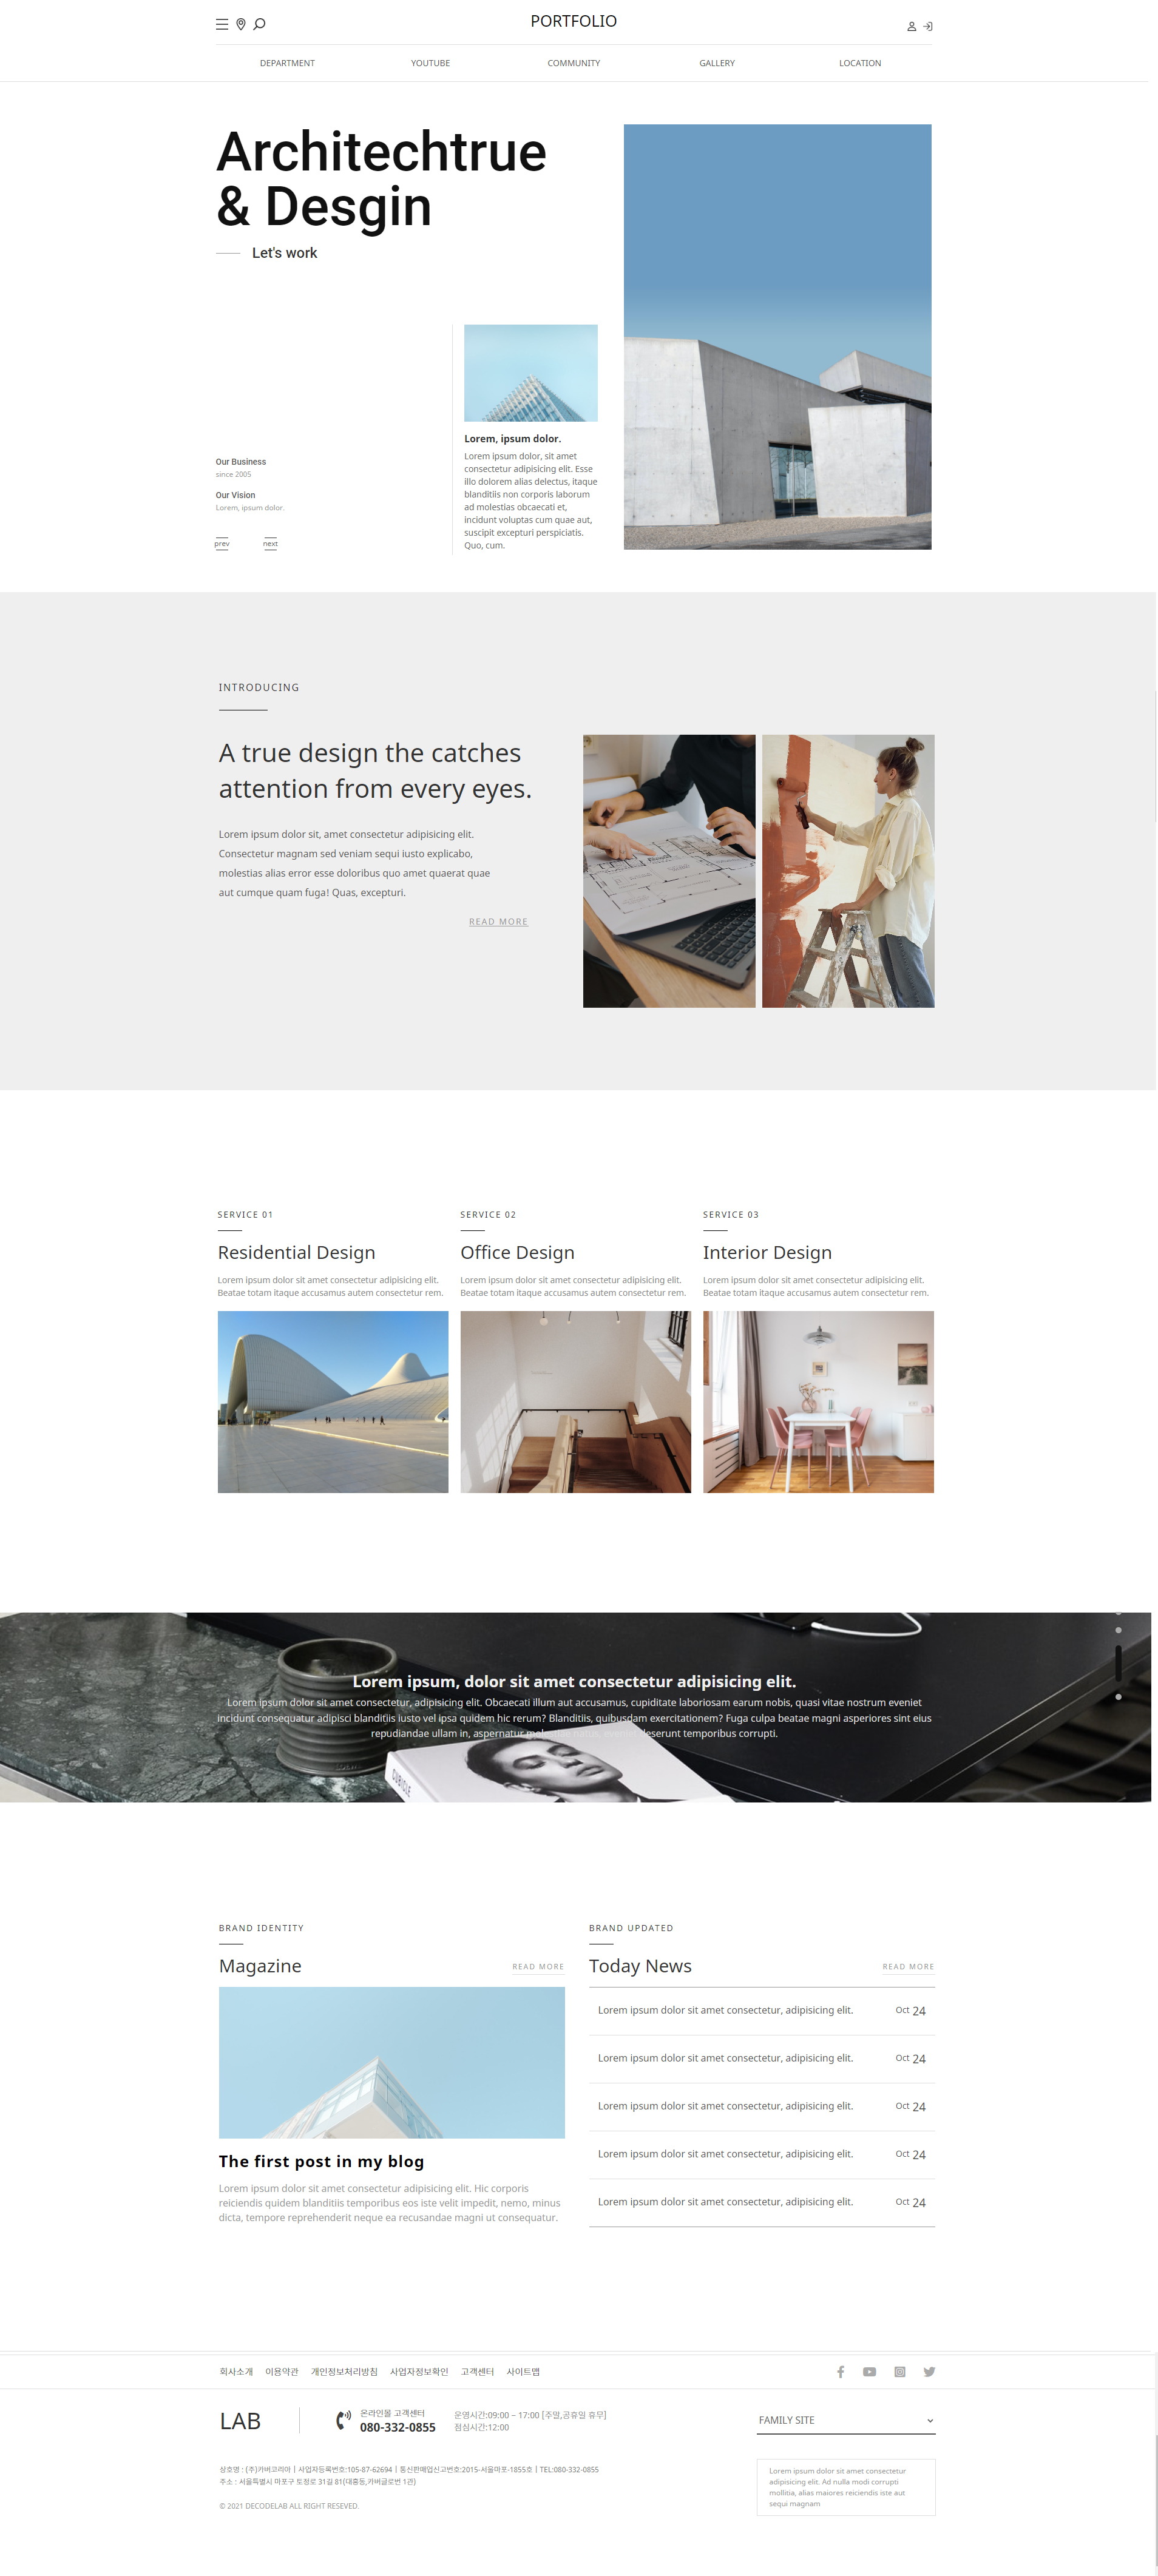 PORTFOLIO
DEPARTMENT
YOUTUBE
COMMUNITY
GALLERY
LOCATION
Architechtrue
& Desgin
Let's work
Our Business
since 2005
Our Vision
Lorem, ipsum dolor.
prev
next
Lorem, ipsum dolor.
Lorem ipsum dolor, sit amet
consectetur adipisicing elit. Esse
illo dolorem alias delectus, itaque
blanditiis non corporis laborum
ad molestias obcaecati et,
incidunt voluptas cum quae aut,
suscipit excepturi perspiciatis.
Quo, cum.
INTRODUCING
A true design the catches
attention from every eyes.
Lorem ipsum dolor sit, amet consectetur adipisicing elit.
Consectetur magnam sed veniam sequi iusto explicabo,
molestias alias error esse doloribus quo amet quaerat quae
aut cumque quam fuga! Quas, excepturi.
READ MORE
SERVICE 01
Residential Design
Lorem ipsum dolor sit amet consectetur adipisicing elit.
Beatae totam itaque accusamus autem consectetur rem.
SERVICE 02
Office Design
Lorem ipsum dolor sit amet consectetur adipisicing elit.
Beatae totam itaque accusamus autem consectetur rem.
SERVICE 03
Interior Design
Lorem ipsum dolor sit amet consectetur adipisicing elit.
Beatae totam itaque accusamus autem consectetur rem.
Lorem ipsum, dolor sit amet consectetur adipisicing elit.
Lorem ipsum dolor sit amet consectetur, adipisicing elit. Obcaecati illum aut accusamus, cupiditate laboriosam earum nobis, quasi vitae nostrum eveniet
incidunt consequatur adipisci blanditiis iusto vel ipsa quidem hic rerum? Blanditiis, quibusdam exercitationem? Fuga culpa beatae magni asperiores sint eius
repudiandae ullam in, aspernatur deserunt temporibus corrupti.
CUBICLE
BRAND IDENTITY
Magazine
READ MORE
The first post in my blog
Lorem ipsum dolor sit amet consectetur adipisicing elit. Hic corporis
reiciendis quidem blanditiis temporibus eos iste velit impedit, nemo, minus
dicta, tempore reprehenderit neque ea recusandae magni ut consequatur.
BRAND UPDATED
Today News
READ MORE
Lorem ipsum dolor sit amet consectetur, adipisicing elit. Oct 24
Lorem ipsum dolor sit amet consectetur, adipisicing elit. Oct 24
Lorem ipsum dolor sit amet consectetur, adipisicing elit. Oct 24
Lorem ipsum dolor sit amet consectetur, adipisicing elit. Oct 24
Lorem ipsum dolor sit amet consectetur, adipisicing elit. Oct 24
회사소개 이용약관 개인정보처리방침 사업자정보확인 고객센터 사이트맵
LAB
온라인몰 고객센터
080-332-0855
운영시간:09:00 – 17:00 [주말,공휴일 휴무]
점심시간:12:00
FAMILY SITE
상호명 : (주)카버코리아 | 사업자등록번호:105-87-62694 | 통신판매업신고번호:2015-서울마포-1855호 | TEL:080-332-0855
주소 : 서울특별시 마포구 토정로 31길 81(대흥동,카버글로번 1관)
© 2021 DECODELAB ALL RIGHT RESEVED.
Lorem ipsum dolor sit amet consectetur
adipisicing elit. Ad nulla modi corrupti
mollitia, alias maiores reiciendis iste aut
sequi magnam